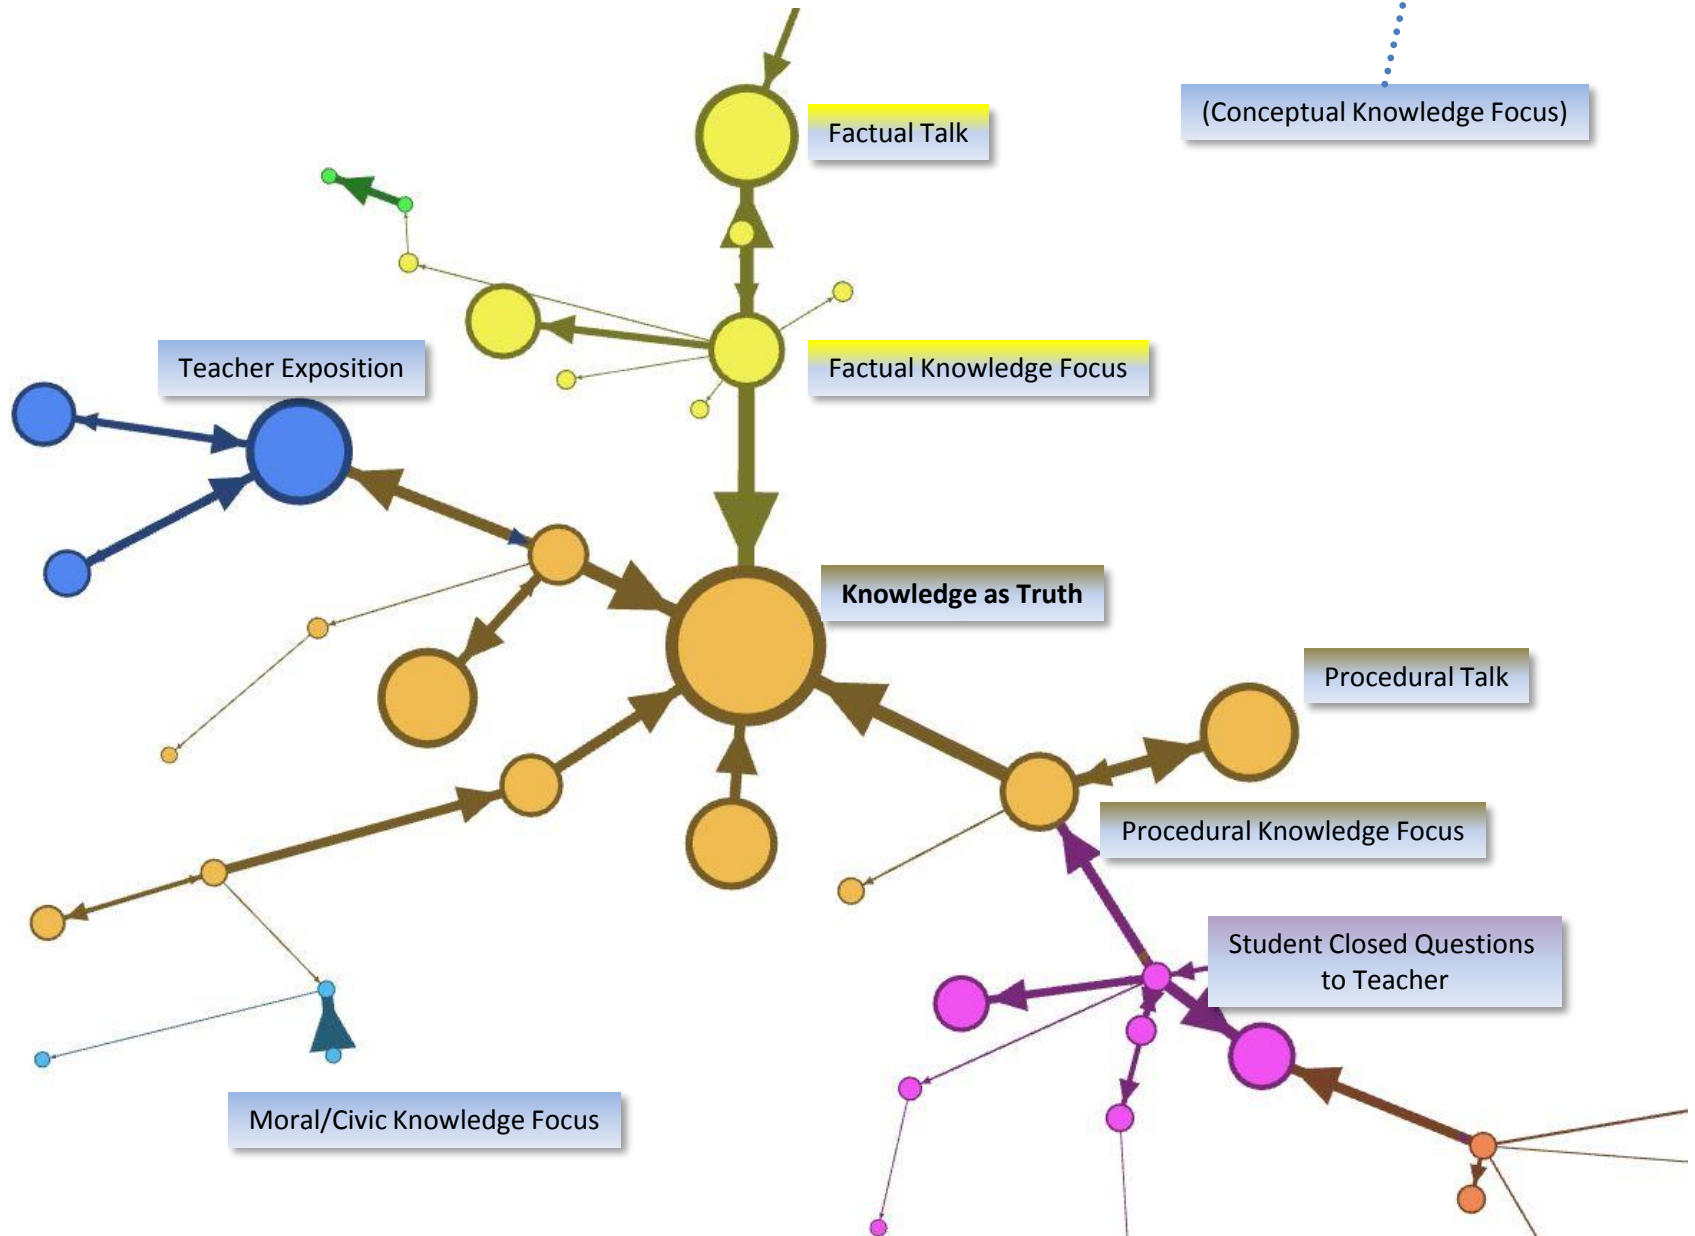 (Conceptual Knowledge Focus)
Factual Talk
Teacher Exposition
Factual Knowledge Focus
Knowledge as Truth
Procedural Talk
Procedural Knowledge Focus
Student Closed Questions
to Teacher
Moral/Civic Knowledge Focus